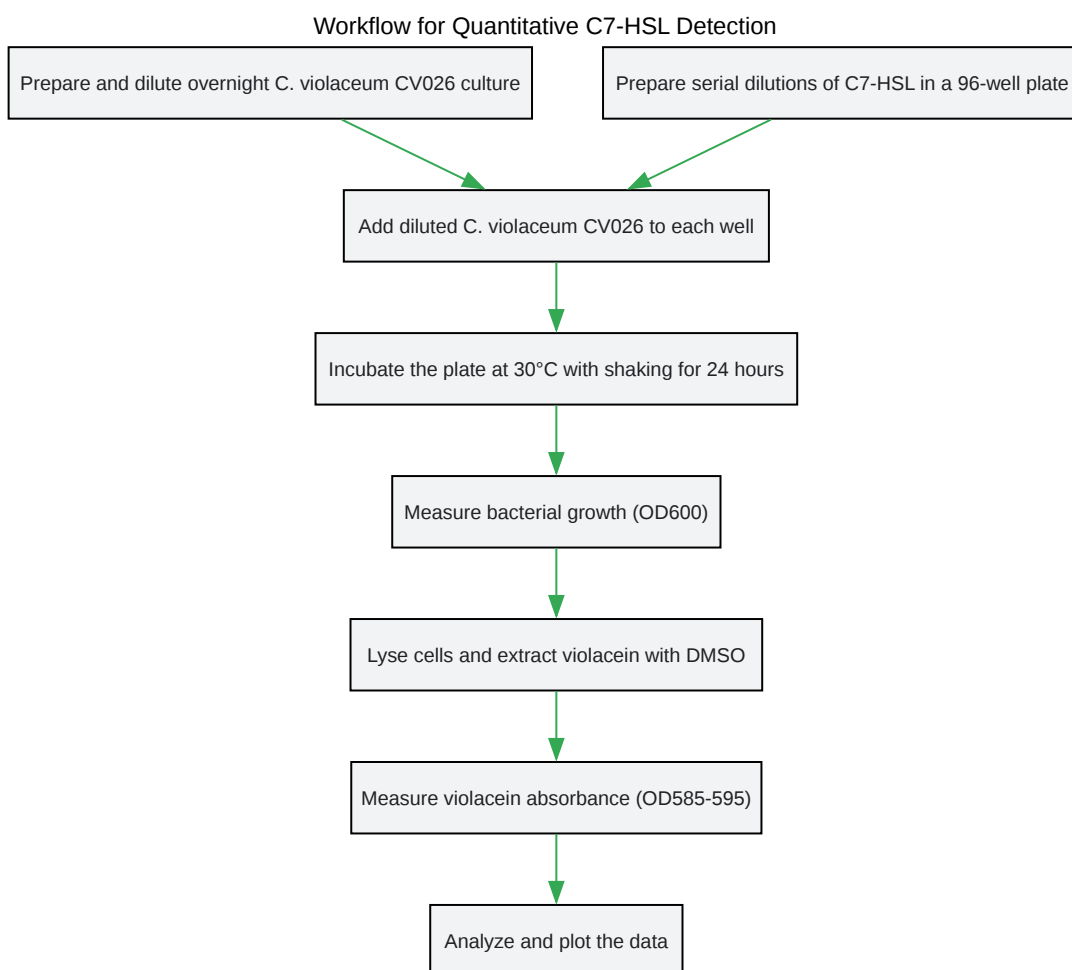 Workflow for Quantitative C7-HSL Detection
Prepare and dilute overnight C. violaceum CV026 culture
Prepare serial dilutions of C7-HSL in a 96-well plate
Add diluted C. violaceum CV026 to each well
Incubate the plate at 30°C with shaking for 24 hours
Measure bacterial growth (OD600)
Lyse cells and extract violacein with DMSO
Measure violacein absorbance (OD585-595)
Analyze and plot the data